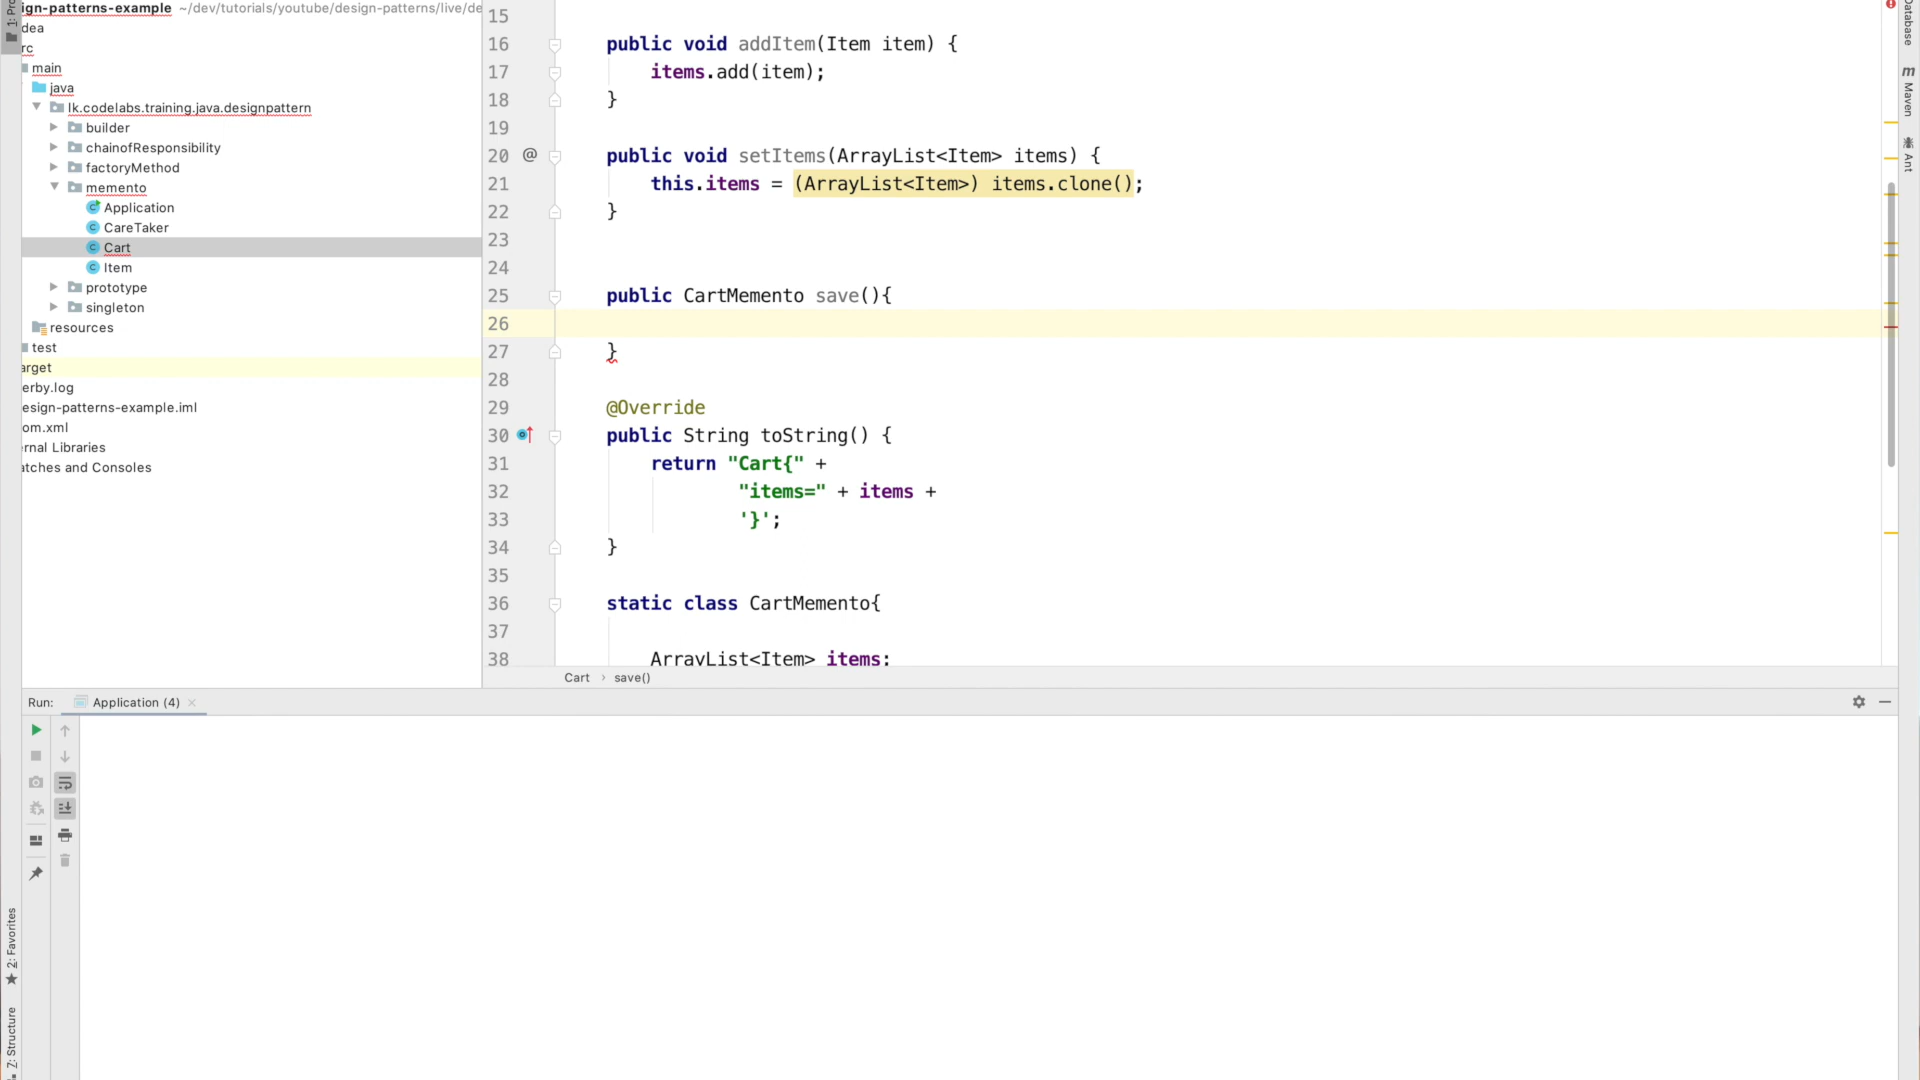 ign-patterns-example ~/dev/tutorials/youtube/design-patterns/live/de
dea
rc
main
java
lk.codelabs.training.java.designpattern
builder
chainofResponsibility
factoryMethod
memento
Application
CareTaker
Cart
Item
prototype
singleton
resources
test
arget
erby.log
esign-patterns-example.iml
om.xml
rnal Libraries
atches and Consoles
15
16 public void addItem(Item item) {
17 items.add(item);
18 }
19
20 @ public void setItems(ArrayList<Item> items) {
21 this.items = (ArrayList<Item>) items.clone();
22 }
23
24
25 public CartMemento save(){
26
27 }
28
29 @Override
30 public String toString() {
31 return "Cart{" +
32 "items=" + items +
33 '}';
34 }
35
36 static class CartMemento{
37
38 ArrayList<Item> items;
Cart › save()
Run: Application (4) ×
1: Pr
2: Favorites
Z: Structure
Database
m Maven
Ant